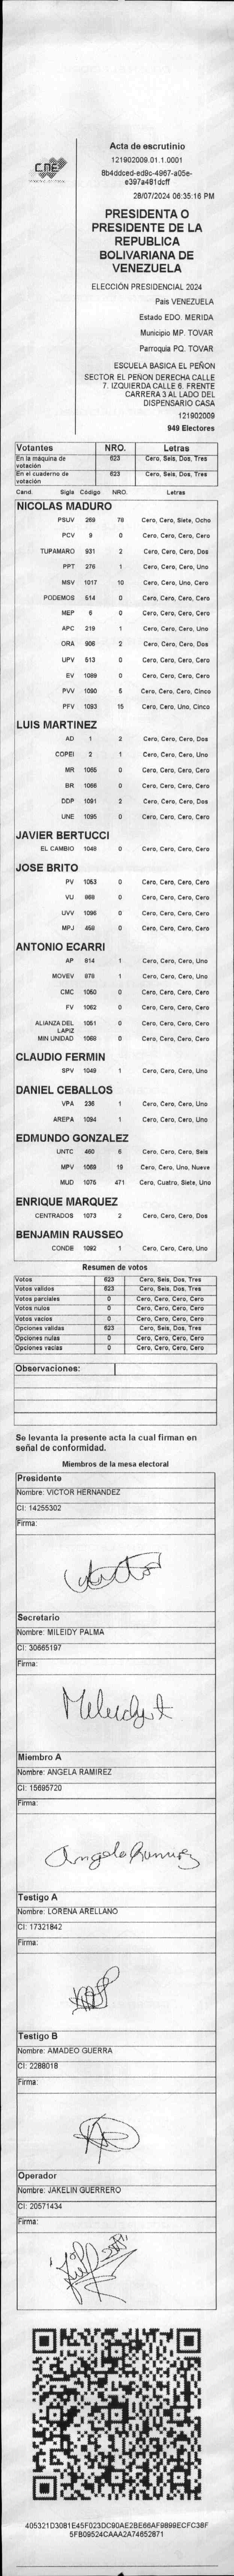 CNE
Acta de escrutinio
121902009.01.1.0001
8b4ddced-ed9c-4967-a05e-
e397a481dcff
28/07/2024 06:35:16 PM
PRESIDENTA O
PRESIDENTE DE LA
REPUBLICA
BOLIVARIANA DE
VENEZUELA
ELECCIÓN PRESIDENCIAL 2024
Pais VENEZUELA
Estado EDO. MERIDA
Municipio MP. TOVAR
Parroquia PQ. TOVAR
ESCUELA BASICA EL PEÑON
SECTOR EL PEÑON DERECHA CALLE
7. IZQUIERDA CALLE 6. FRENTE
CARRERA 3 AL LADO DEL
DISPENSARIO CASA
121902009
949 Electores
Votantes NRO. Letras
En la máquina de votación 623 Cero, Seis, Dos, Tres
En el cuaderno de votación 623 Cero, Seis, Dos, Tres
Cand. Sigla Código NRO. Letras
NICOLAS MADURO
PSUV 269 78 Cero, Cero, Siete, Ocho
PCV 9 0 Cero, Cero, Cero, Cero
TUPAMARO 931 2 Cero, Cero, Cero, Dos
PPT 276 1 Cero, Cero, Cero, Uno
MSV 1017 10 Cero, Cero, Uno, Cero
PODEMOS 514 0 Cero, Cero, Cero, Cero
MEP 6 0 Cero, Cero, Cero, Cero
APC 219 1 Cero, Cero, Cero, Uno
ORA 906 2 Cero, Cero, Cero, Dos
UPV 513 0 Cero, Cero, Cero, Cero
EV 1089 0 Cero, Cero, Cero, Cero
PVV 1090 5 Cero, Cero, Cero, Cinco
PFV 1093 15 Cero, Cero, Uno, Cinco
LUIS MARTINEZ
AD 1 2 Cero, Cero, Cero, Dos
COPEI 2 1 Cero, Cero, Cero, Uno
MR 1065 0 Cero, Cero, Cero, Cero
BR 1066 0 Cero, Cero, Cero, Cero
DDP 1091 2 Cero, Cero, Cero, Dos
UNE 1095 0 Cero, Cero, Cero, Cero
JAVIER BERTUCCI
EL CAMBIO 1048 0 Cero, Cero, Cero, Cero
JOSE BRITO
PV 1053 0 Cero, Cero, Cero, Cero
VU 868 0 Cero, Cero, Cero, Cero
UVV 1096 0 Cero, Cero, Cero, Cero
MPJ 459 0 Cero, Cero, Cero, Cero
ANTONIO ECARRI
AP 814 1 Cero, Cero, Cero, Uno
MOVEV 878 1 Cero, Cero, Cero, Uno
CMC 1050 0 Cero, Cero, Cero, Cero
FV 1062 0 Cero, Cero, Cero, Cero
ALIANZA DEL LAPIZ 1051 0 Cero, Cero, Cero, Cero
MIN UNIDAD 1068 0 Cero, Cero, Cero, Cero
CLAUDIO FERMIN
SPV 1049 1 Cero, Cero, Cero, Uno
DANIEL CEBALLOS
VPA 236 1 Cero, Cero, Cero, Uno
AREPA 1094 1 Cero, Cero, Cero, Uno
EDMUNDO GONZALEZ
UNTC 460 6 Cero, Cero, Cero, Seis
MPV 1069 19 Cero, Cero, Uno, Nueve
MUD 1075 471 Cero, Cuatro, Siete, Uno
ENRIQUE MARQUEZ
CENTRADOS 1073 2 Cero, Cero, Cero, Dos
BENJAMIN RAUSSEO
CONDE 1092 1 Cero, Cero, Cero, Uno
Resumen de votos
Votos 623 Cero, Seis, Dos, Tres
Votos validos 623 Cero, Seis, Dos, Tres
Votos parciales 0 Cero, Cero, Cero, Cero
Votos nulos 0 Cero, Cero, Cero, Cero
Votos vacios 0 Cero, Cero, Cero, Cero
Opciones validas 623 Cero, Seis, Dos, Tres
Opciones nulas 0 Cero, Cero, Cero, Cero
Opciones vacias 0 Cero, Cero, Cero, Cero
Observaciones:
Se levanta la presente acta la cual firman en
señal de conformidad.
Miembros de la mesa electoral
Presidente
Nombre: VICTOR HERNANDEZ
CI: 14255302
Firma:
Secretario
Nombre: MILEIDY PALMA
CI: 30665197
Firma:
Miembro A
Nombre: ANGELA RAMIREZ
CI: 15695720
Firma:
Angela Ramirez
Testigo A
Nombre: LORENA ARELLANO
CI: 17321842
Firma:
Testigo B
Nombre: AMADEO GUERRA
CI: 2288018
Firma:
Operador
Nombre: JAKELIN GUERRERO
CI: 20571434
Firma:
405321D3081E45F023DC90AE2BE66AF9899ECFC38F
5FB09524CAAA2A74652871